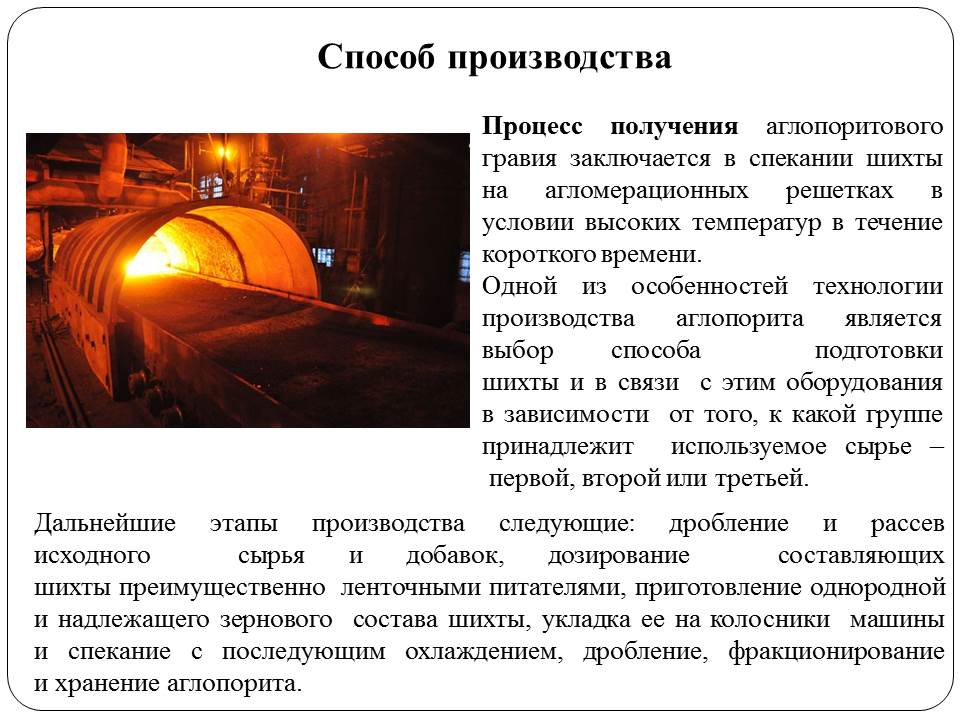 Способ производства
Процесс получения аглопоритового
гравия заключается в спекании шихты
на агломерационных решетках в
условии высоких температур в течение
короткого времени.
Одной из особенностей технологии
производства аглопорита является
выбор способа подготовки
шихты и в связи с этим оборудования
в зависимости от того, к какой группе
принадлежит используемое сырье –
первой, второй или третьей.
Дальнейшие этапы производства следующие: дробление и рассев
исходного сырья и добавок, дозирование составляющих
шихты преимущественно ленточными питателями, приготовление однородной
и надлежащего зернового состава шихты, укладка ее на колосники машины
и спекание с последующим охлаждением, дробление, фракционирование
и хранение аглопорита.